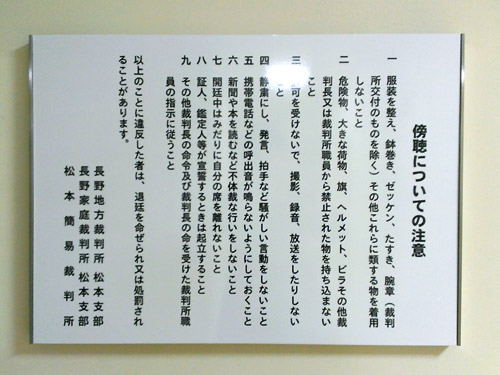 傍聴についての注意
一 服装を整え、鉢巻き、ゼッケン、たすき、腕章(裁判
所交付のものを除く)その他これらに類する物を着用
しないこと
二 危険物、大きな荷物、旗、ヘルメット、ビラその他裁
判長又は裁判所職員から禁止された物を持ち込まない
こと
三 可を受けないで、撮影、録音、放送をしたりしない
こと
四 静粛にし、発言、拍手など騒がしい言動をしないこと
五 携帯電話などの呼出音が鳴らないようにしておくこと
六 新聞や本を読むなど不体裁な行いをしないこと
七 開廷中はみだりに自分の席を離れないこと
八 証人、鑑定人等が宣誓するときは起立すること
九 その他裁判長の命令及び裁判長の命を受けた裁判所職
員の指示に従うこと
以上のことに違反した者は、退廷を命ぜられ又は処罰され
ることがあります。
長野地方裁判所 松本支部
長野家庭裁判所 松本支部
松本簡易裁判所